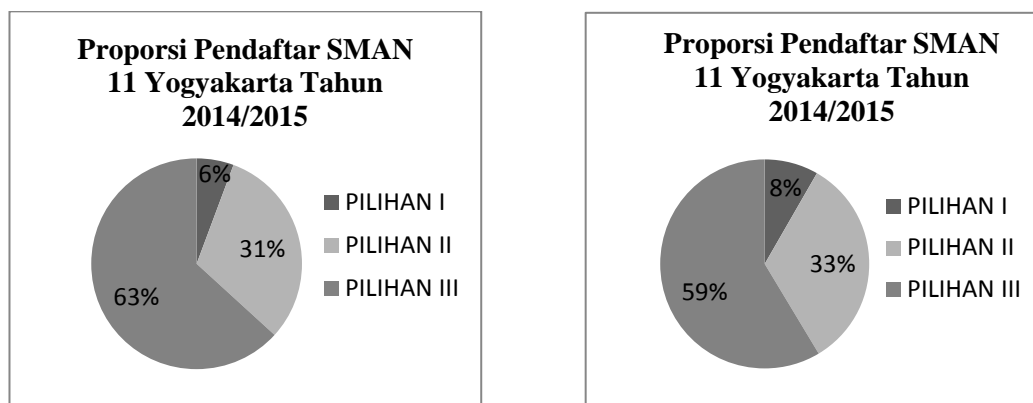 Proporsi Pendaftar SMAN
11 Yogyakarta Tahun
2014/2015
6%
31%
63%
PILIHAN I
PILIHAN II
PILIHAN III
Proporsi Pendaftar SMAN
11 Yogyakarta Tahun
2014/2015
8%
33%
59%
PILIHAN I
PILIHAN II
PILIHAN III